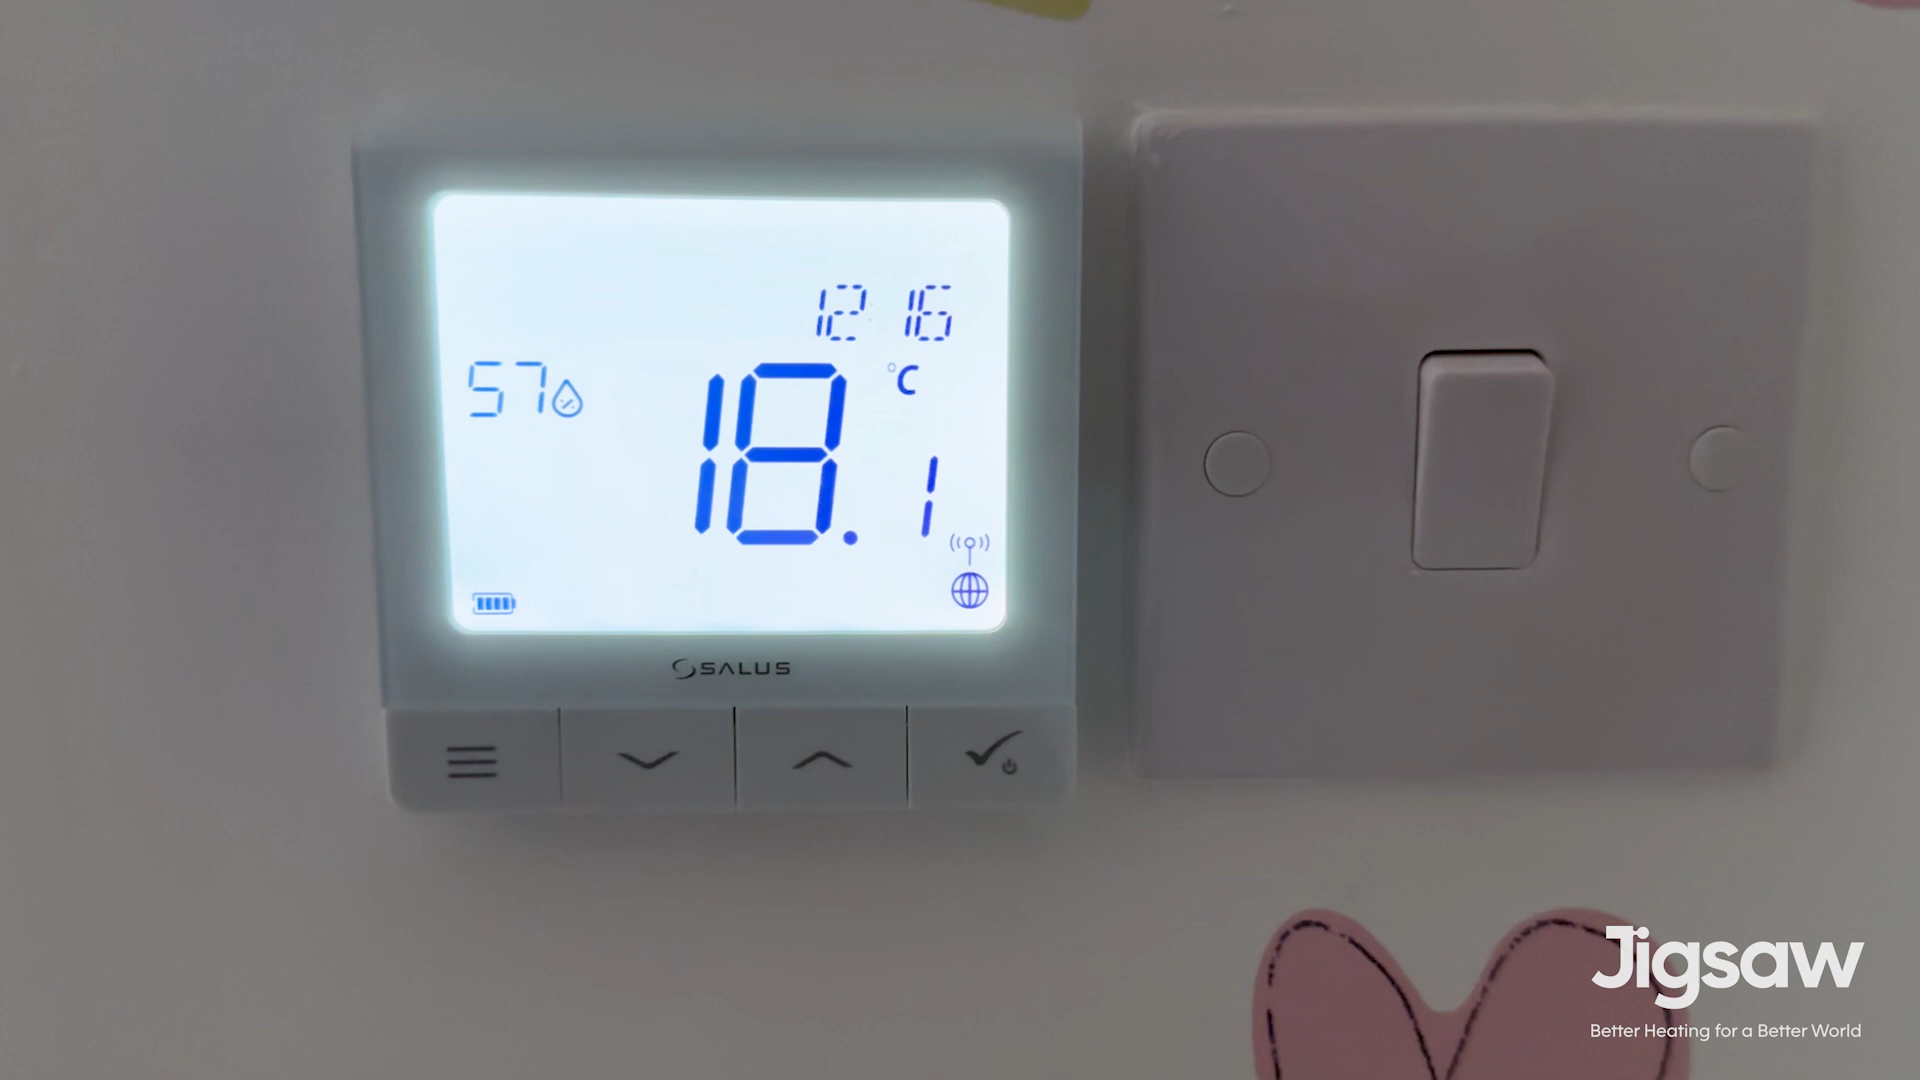 12 16
57
°C
18.1
SALUS
Jigsaw
Better Heating for a Better World